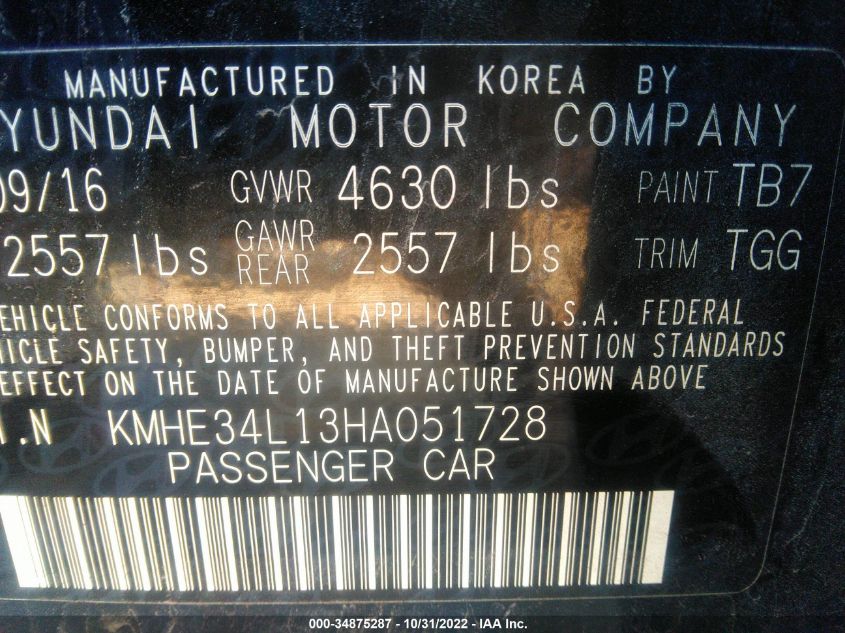 MANUFACTURED IN KOREA BY
YUNDAI MOTOR COMPANY
09/16 GVWR 4630 lbs PAINT TB7
2557 lbs GAWR REAR 2557 lbs TRIM TGG
EHICLE CONFORMS TO ALL APPLICABLE U.S.A. FEDERAL
HICLE SAFETY, BUMPER, AND THEFT PREVENTION STANDARDS
EFFECT ON THE DATE OF MANUFACTURE SHOWN ABOVE
I.N KMHE34L13HA051728
PASSENGER CAR
000-34875287 - 10/31/2022 - IAA Inc.